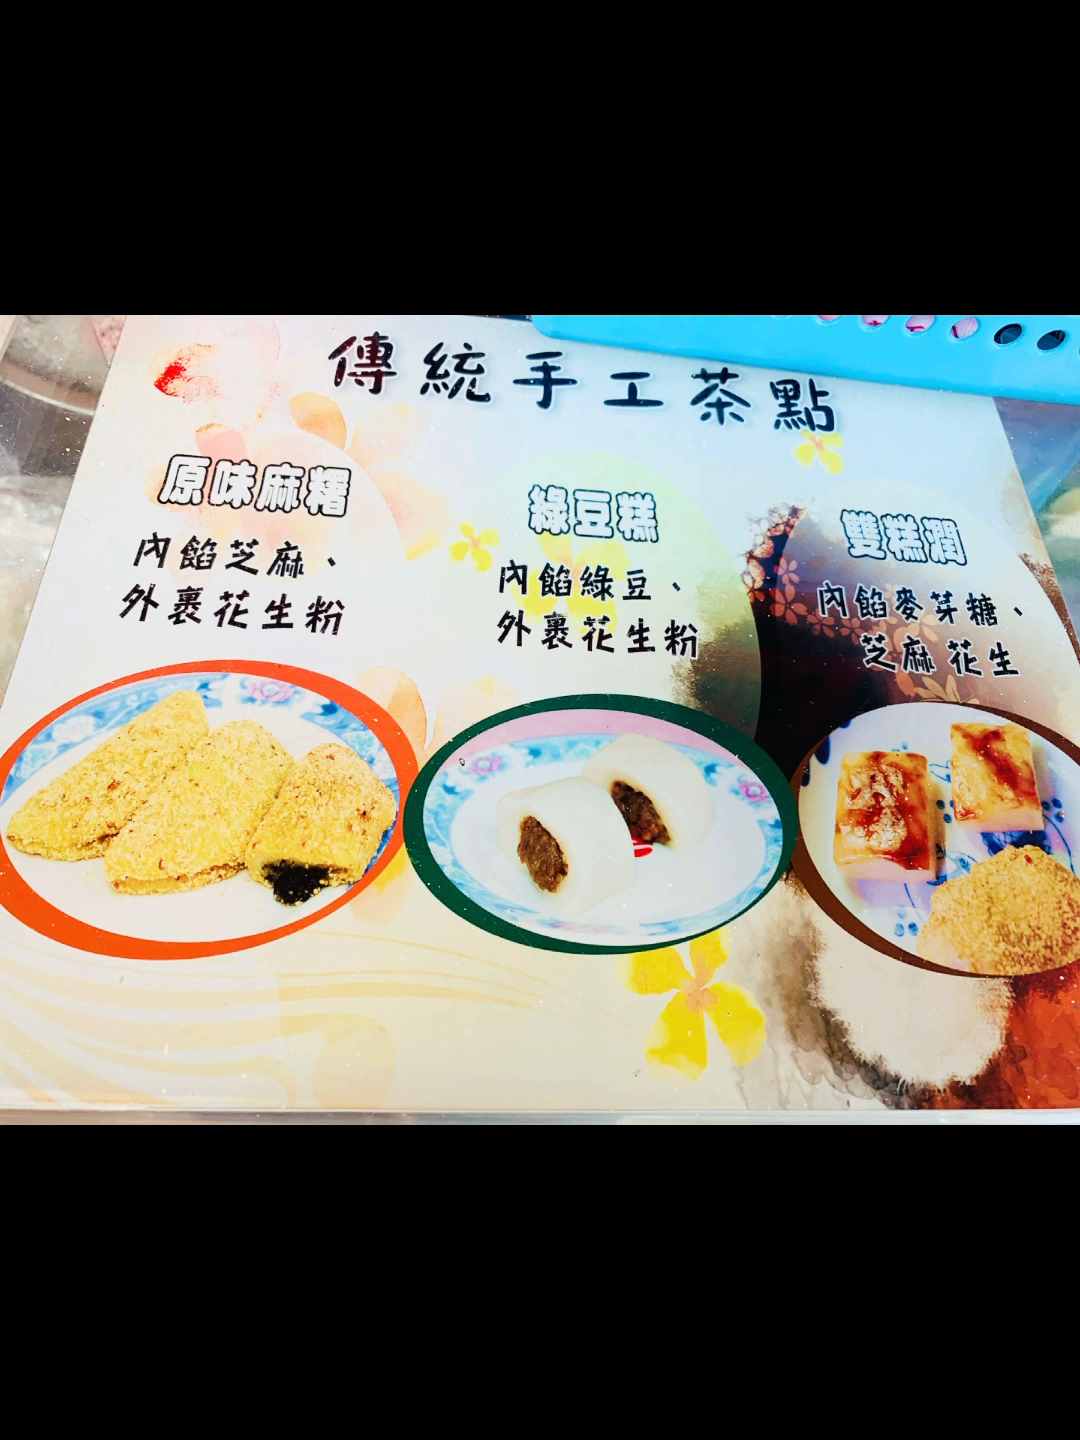 傳統手工茶點
原味麻糬
內餡芝麻、
外裹花生粉
綠豆糕
內餡綠豆、
外裹花生粉
雙糕潤
內餡麥芽糖、
芝麻花生